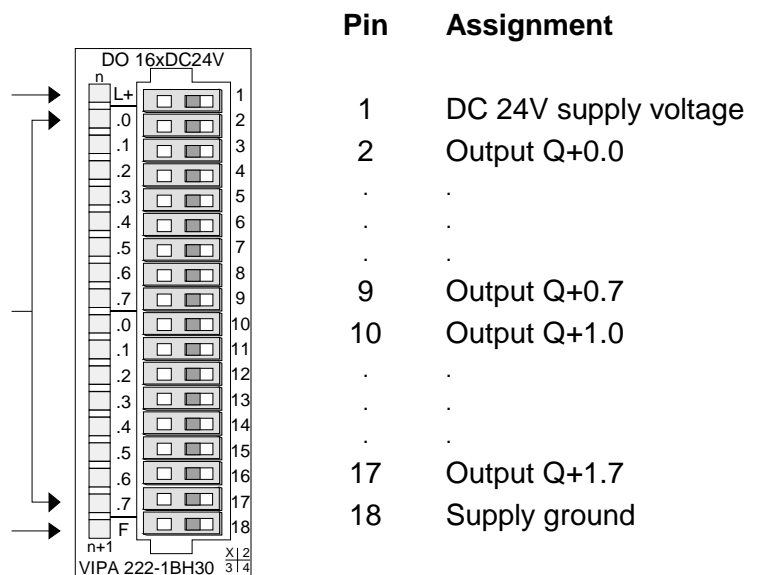 Pin Assignment
DO 16xDC24V
n
L+ 1
.0 2
.1 3
.2 4
.3 5
.4 6
.5 7
.6 8
.7 9
.0 10
.1 11
.2 12
.3 13
.4 14
.5 15
.6 16
.7 17
F 18
n+1
X 2
3 4
VIPA 222-1BH30
1 DC 24V supply voltage
2 Output Q+0.0
. .
. .
. .
9 Output Q+0.7
10 Output Q+1.0
. .
. .
. .
17 Output Q+1.7
18 Supply ground